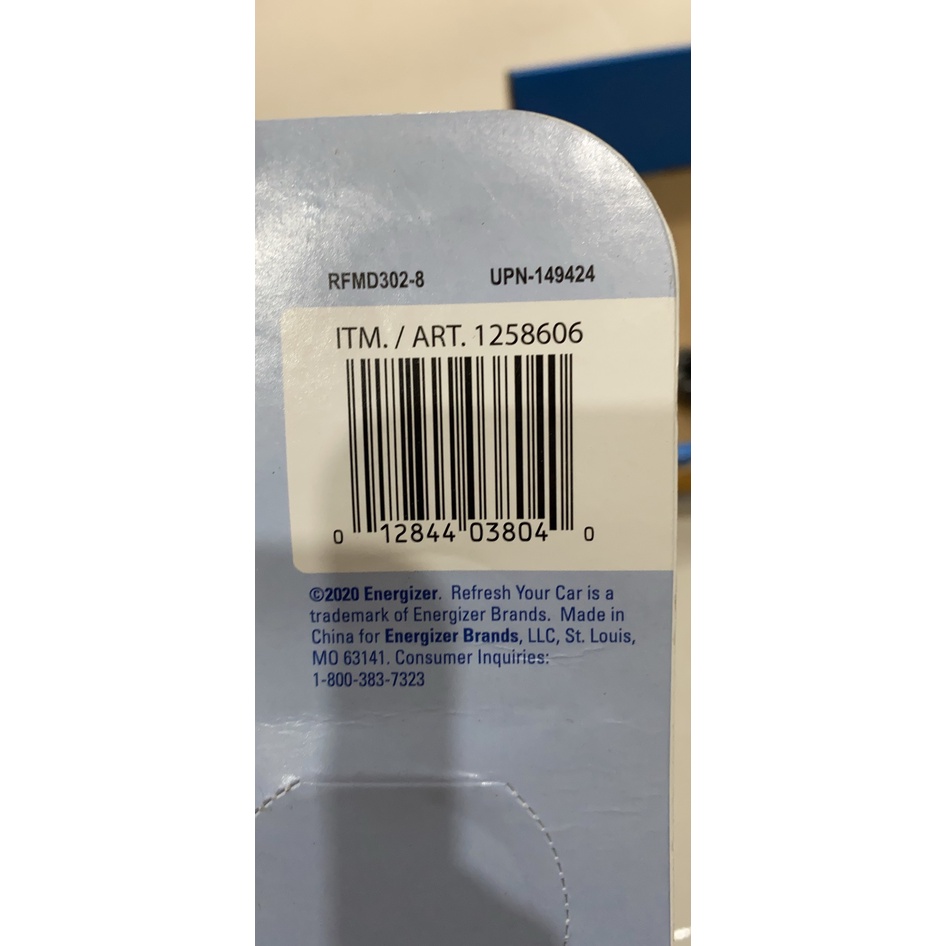 RFMD302-8 UPN-149424
ITM. / ART. 1258606
0 12844 03804 0
©2020 Energizer. Refresh Your Car is a
trademark of Energizer Brands. Made in
China for Energizer Brands, LLC, St. Louis,
MO 63141. Consumer Inquiries:
1-800-383-7323